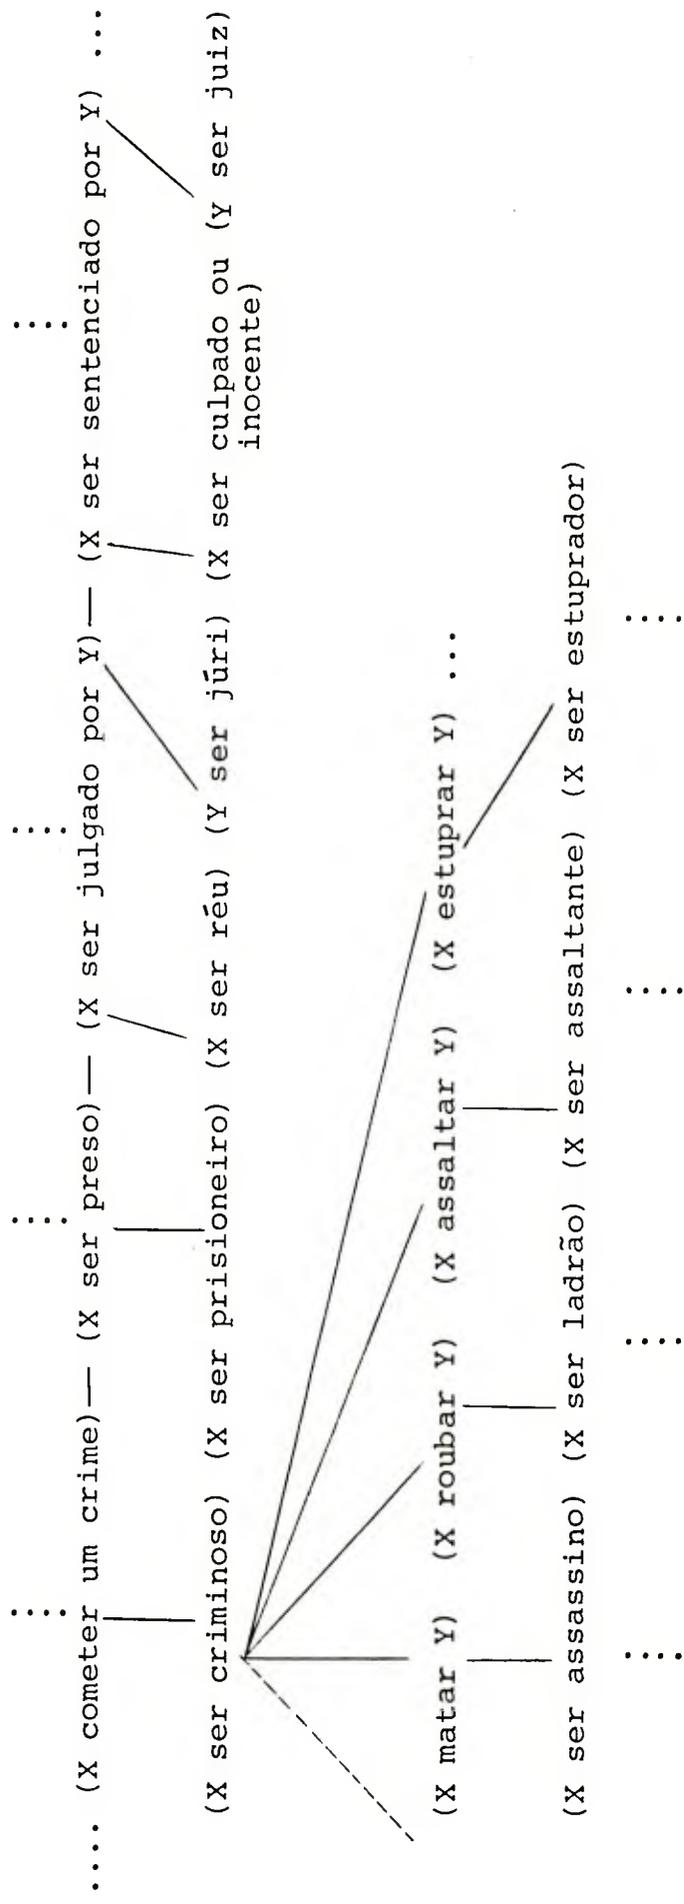 .... (X cometer um crime)— (X ser preso)— (X ser julgado por Y)— (X ser sentenciado por Y) ...
(X ser criminoso) (X ser prisioneiro) (X ser réu) (Y ser júri) (X ser culpado ou (Y ser juiz)
inocente)
(X matar Y) (X roubar Y) (X assaltar Y) (X estuprar Y) ...
(X ser assassino) (X ser ladrão) (X ser assaltante) (X ser estuprador)